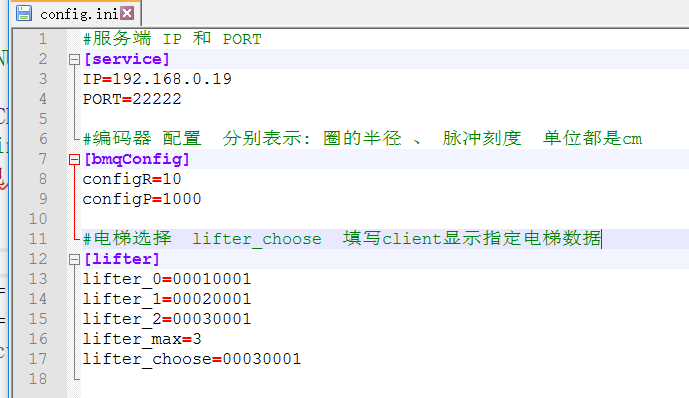 config.ini
1 #服务端 IP 和 PORT
2 [service]
3 IP=192.168.0.19
4 PORT=22222
5
6 #编码器 配置  分别表示: 圈的半径 、 脉冲刻度  单位都是cm
7 [bmqConfig]
8 configR=10
9 configP=1000
10
11 #电梯选择  lifter_choose  填写client显示指定电梯数据
12 [lifter]
13 lifter_0=00010001
14 lifter_1=00020001
15 lifter_2=00030001
16 lifter_max=3
17 lifter_choose=00030001
18